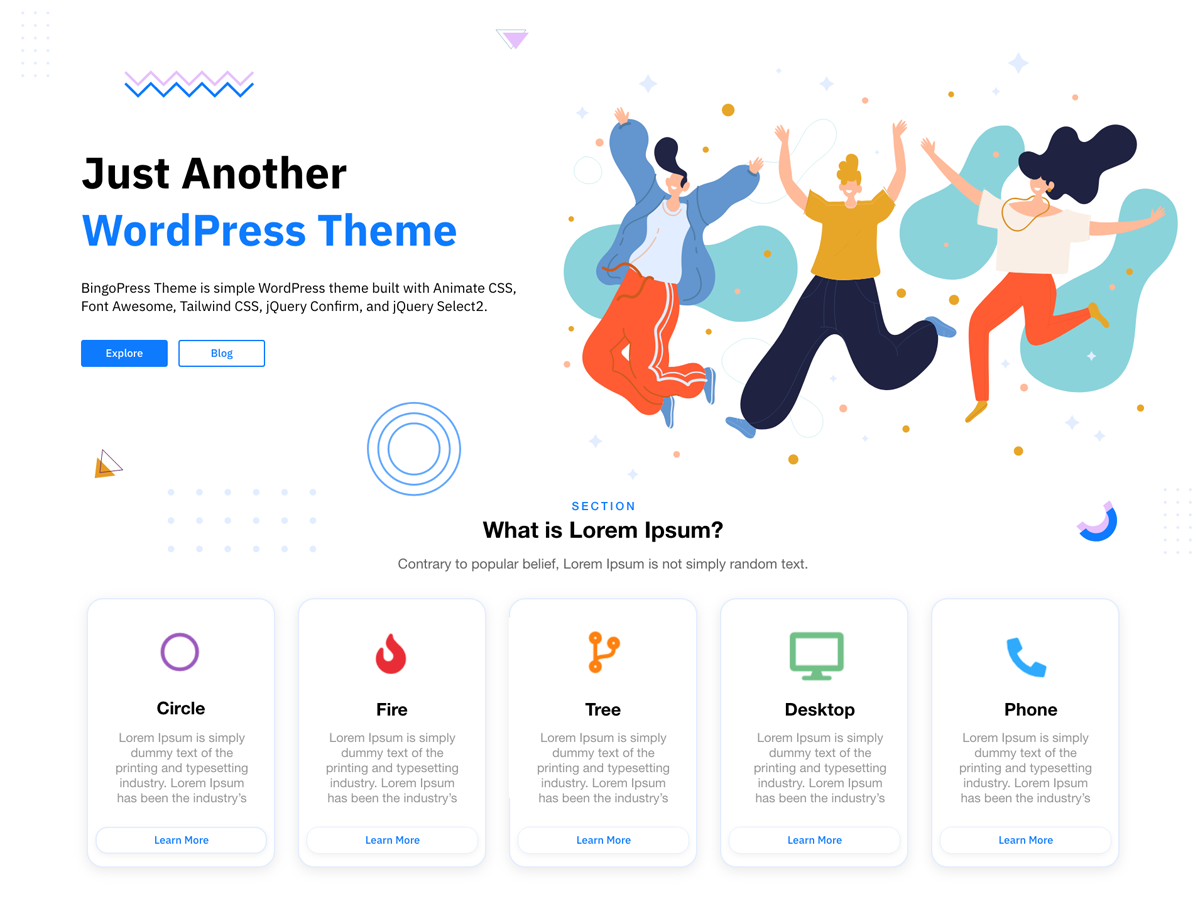 Just Another
WordPress Theme
BingoPress Theme is simple WordPress theme built with Animate CSS,
Font Awesome, Tailwind CSS, jQuery Confirm, and jQuery Select2.
Explore
Blog
SECTION
What is Lorem Ipsum?
Contrary to popular belief, Lorem Ipsum is not simply random text.
Circle
Lorem Ipsum is simply
dummy text of the
printing and typesetting
industry. Lorem Ipsum
has been the industry's
Learn More
Fire
Lorem Ipsum is simply
dummy text of the
printing and typesetting
industry. Lorem Ipsum
has been the industry's
Learn More
Tree
Lorem Ipsum is simply
dummy text of the
printing and typesetting
industry. Lorem Ipsum
has been the industry's
Learn More
Desktop
Lorem Ipsum is simply
dummy text of the
printing and typesetting
industry. Lorem Ipsum
has been the industry's
Learn More
Phone
Lorem Ipsum is simply
dummy text of the
printing and typesetting
industry. Lorem Ipsum
has been the industry's
Learn More